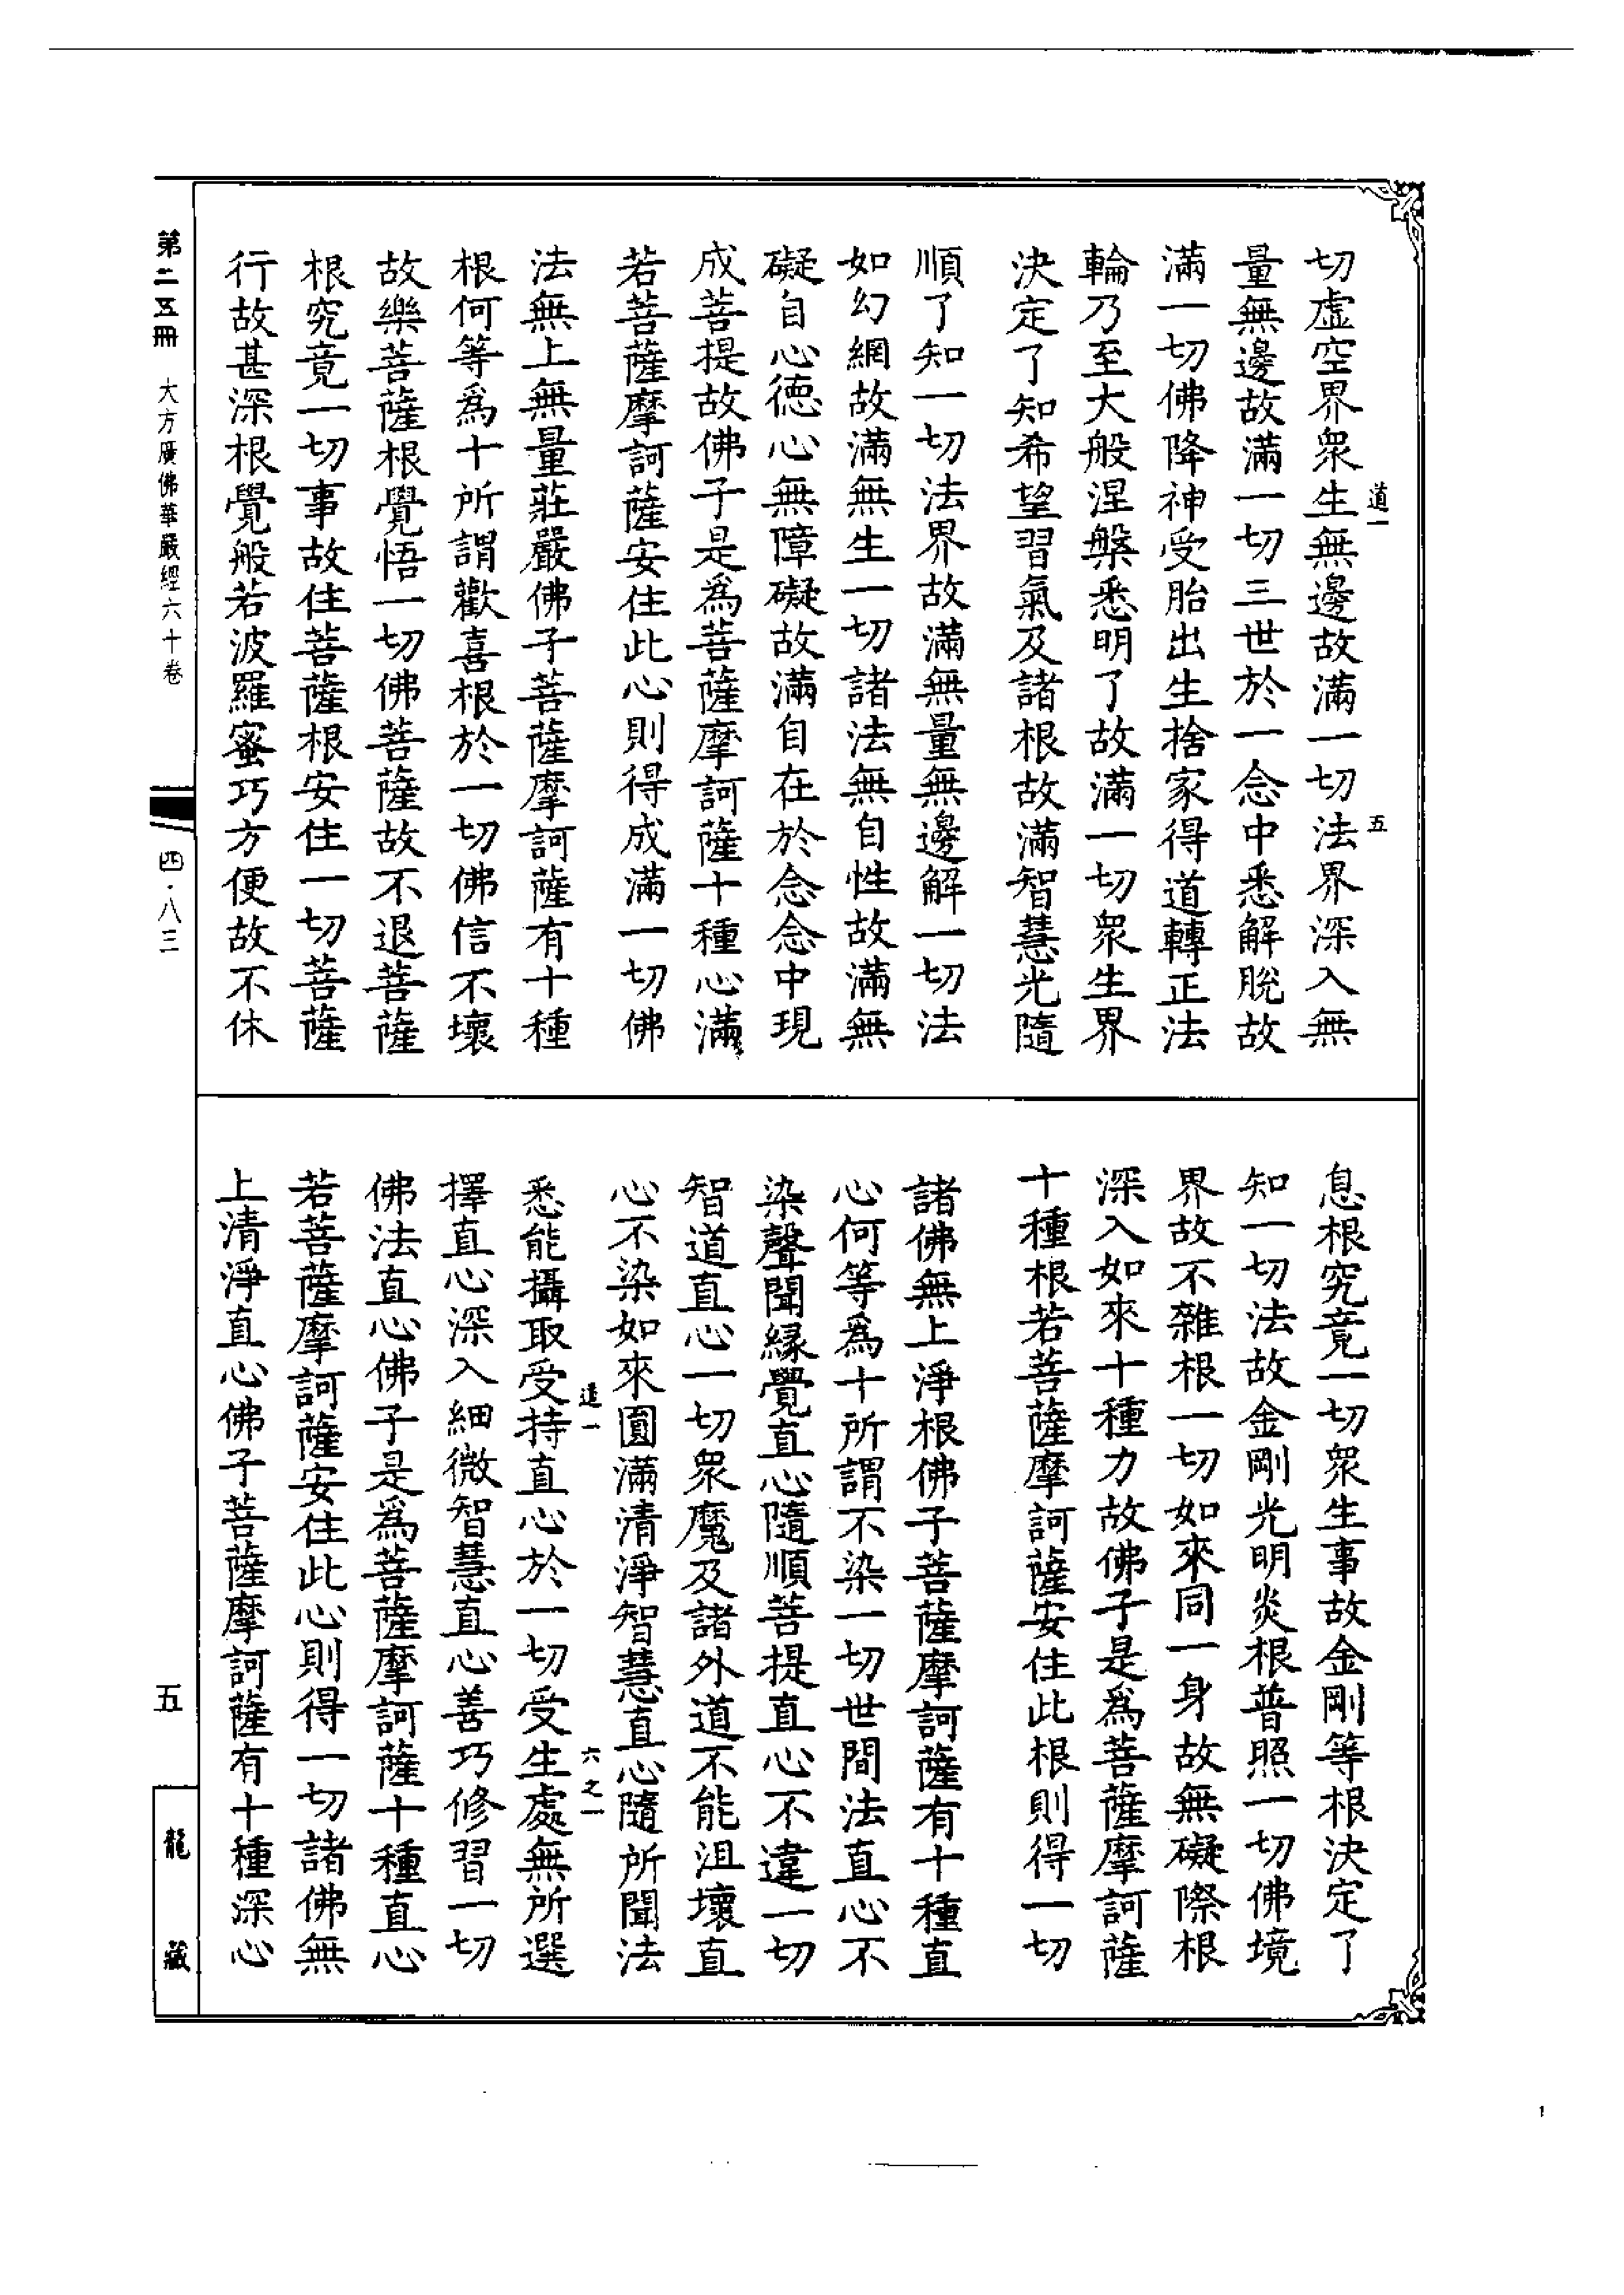 切虛空界眾生無邊故滿一切法界深入無
道一
五
量無邊故滿一切三世於一念中悉解脫故
滿一切佛降神受胎出生捨家得道轉正法
輪乃至大般涅槃悉明了故滿一切眾生界
決定了知希望習氣及諸根故滿智慧光隨
順了知一切法界故滿無量無邊解一切法
如幻網故滿無生一切諸法無自性故滿無
礙自心德心無障礙故滿自在於念念中現
成菩提故佛子是為菩薩摩訶薩十種心滿
若菩薩摩訶薩安住此心則得成滿一切佛
法無上無量莊嚴佛子菩薩摩訶薩有十種
根何等為十所謂歡喜根於一切佛信不壞
故樂菩薩根覺悟一切佛菩薩故不退菩薩
根究竟一切事故住菩薩根安住一切菩薩
行故甚深根覺般若波羅蜜巧方便故不休
息根究竟一切眾生事故金剛等根決定了
知一切法故金剛光明炎根普照一切佛境
界故不雜根一切如來同一身故無礙際根
深入如來十種力故佛子是為菩薩摩訶薩
十種根若菩薩摩訶薩安住此根則得一切
諸佛無上淨根佛子菩薩摩訶薩有十種直
心何等為十所謂不染一切世間法直心不
染聲聞緣覺直心隨順菩提直心不違一切
智道直心一切眾魔及諸外道不能沮壞直
心不染如來圓滿清淨智慧直心隨所聞法
悉能攝取受持直心於一切受生處無所選
道一
六之一
擇直心深入細微智慧直心善巧修習一切
佛法直心佛子是為菩薩摩訶薩十種直心
若菩薩摩訶薩安住此心則得一切諸佛無
上清淨直心佛子菩薩摩訶薩有十種深心
第二五冊 大方廣佛華嚴經六十卷
四·八三
五
龍藏